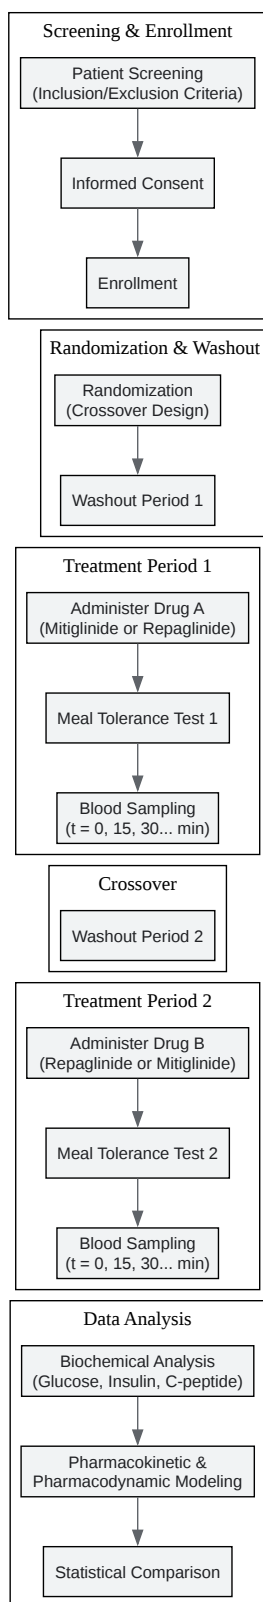 Screening & Enrollment
Patient Screening
(Inclusion/Exclusion Criteria)
Informed Consent
Enrollment
Randomization & Washout
Randomization
(Crossover Design)
Washout Period 1
Treatment Period 1
Administer Drug A
(Mitiglinide or Repaglinide)
Meal Tolerance Test 1
Blood Sampling
(t = 0, 15, 30... min)
Crossover
Washout Period 2
Treatment Period 2
Administer Drug B
(Repaglinide or Mitiglinide)
Meal Tolerance Test 2
Blood Sampling
(t = 0, 15, 30... min)
Data Analysis
Biochemical Analysis
(Glucose, Insulin, C-peptide)
Pharmacokinetic &
Pharmacodynamic Modeling
Statistical Comparison